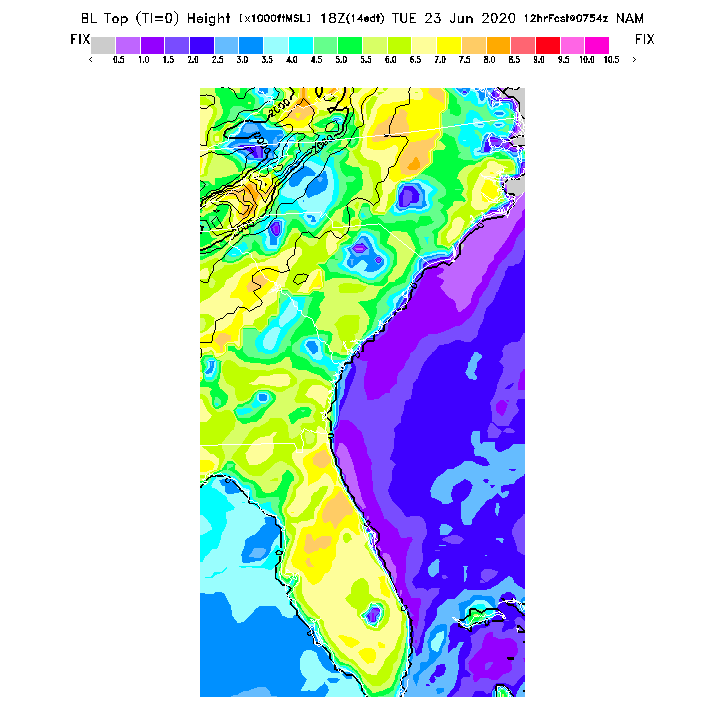 BL Top (TI=0) Height [x1000ftMSL] 18Z(14edt) TUE 23 Jun 2020 12hrFcst@0754z NAM
FIX FIX
< 0.5 1.0 1.5 2.0 2.5 3.0 3.5 4.0 4.5 5.0 5.5 6.0 6.5 7.0 7.5 8.0 8.5 9.0 9.5 10.0 10.5 >
2000